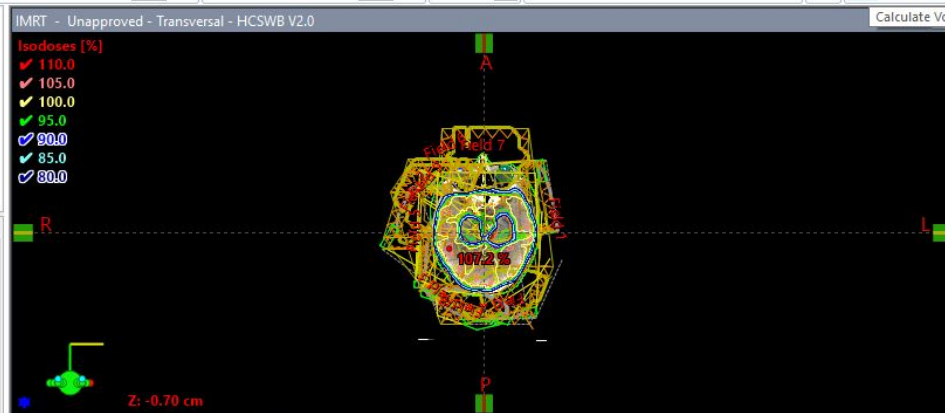 IMRT - Unapproved - Transversal - HCSWB V2.0
Calculate Vo
Isodoses [%]
110.0
105.0
100.0
95.0
90.0
85.0
80.0
A
Field 7
R
L
107.2 %
P
Z: -0.70 cm